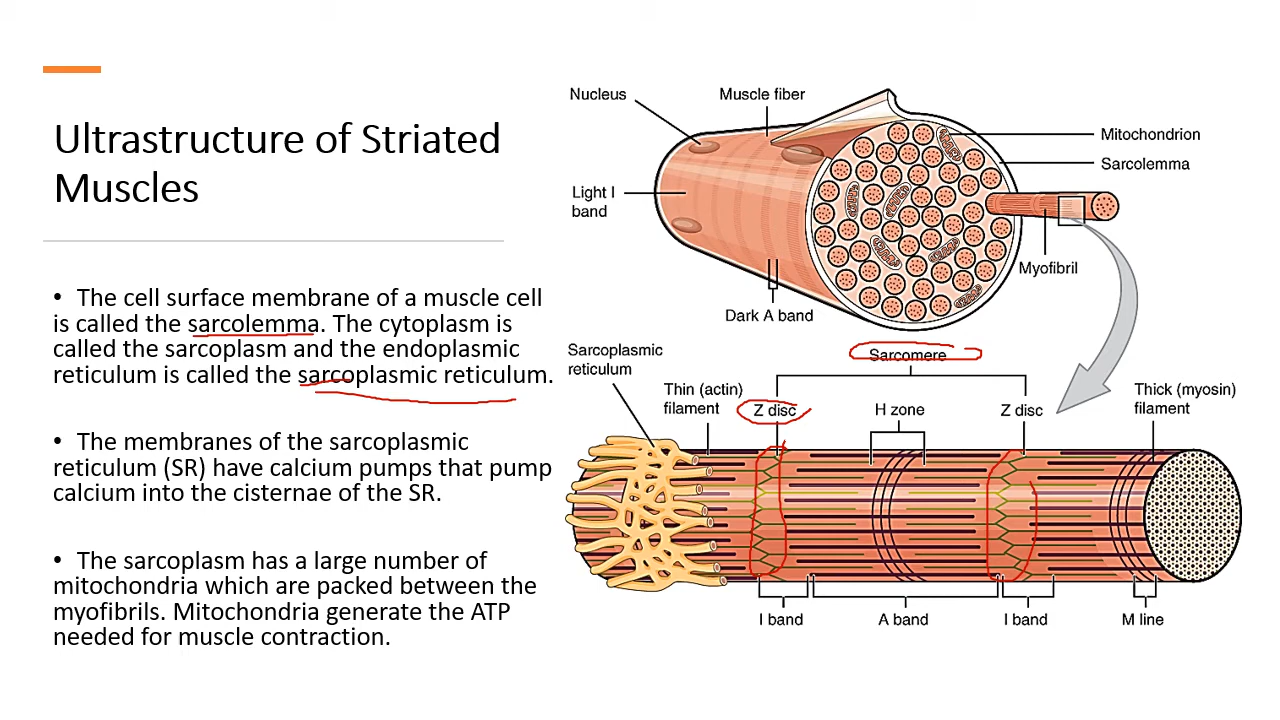 Ultrastructure of Striated
Muscles
• The cell surface membrane of a muscle cell
is called the sarcolemma. The cytoplasm is
called the sarcoplasm and the endoplasmic
reticulum is called the sarcoplasmic reticulum.
• The membranes of the sarcoplasmic
reticulum (SR) have calcium pumps that pump
calcium into the cisternae of the SR.
• The sarcoplasm has a large number of
mitochondria which are packed between the
myofibrils. Mitochondria generate the ATP
needed for muscle contraction.
Nucleus
Muscle fiber
Mitochondrion
Sarcolemma
Light I
band
Myofibril
Dark A band
Sarcomere
Sarcoplasmic
reticulum
Thin (actin)
filament
Z disc
H zone
Z disc
Thick (myosin)
filament
I band
A band
I band
M line